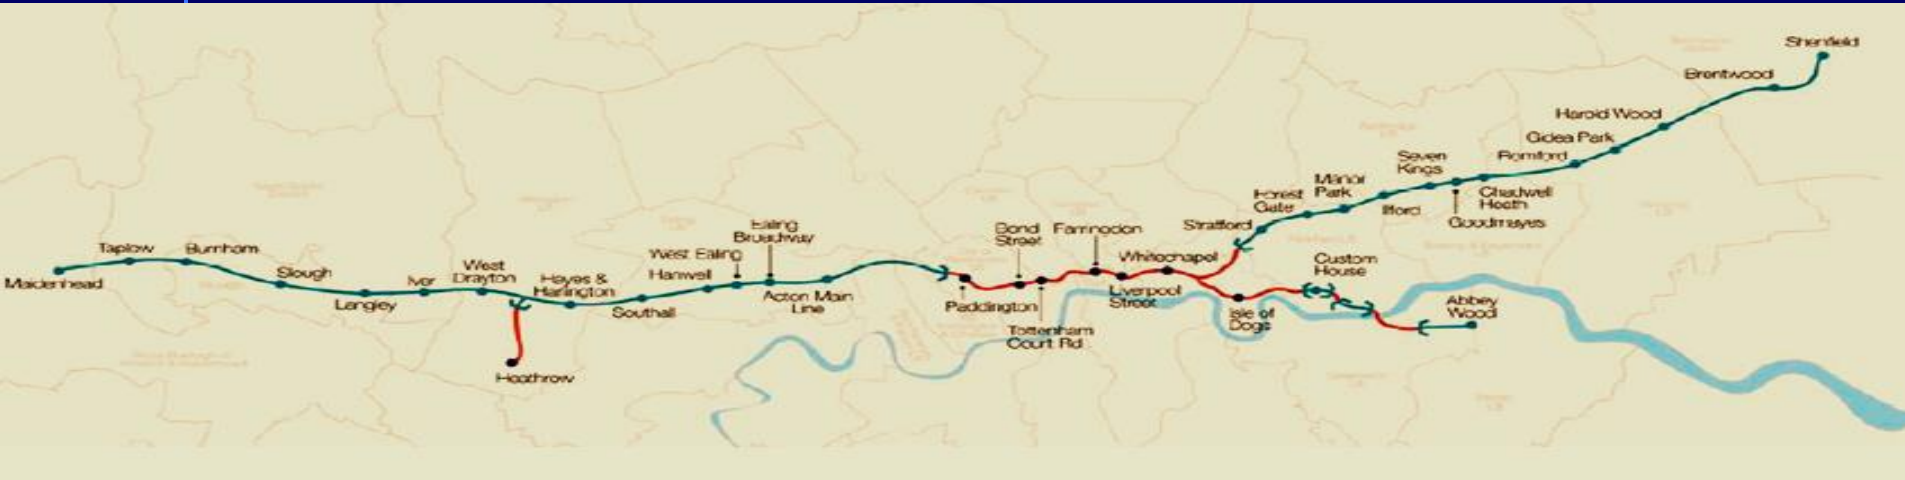 Shenfield
Brentwood
Harold Wood
Gidea Park
Romford
Seven
Kings
Chadwell
Heath
Goodmayes
Ilford
Manor
Park
Forest
Gate
Stratford
Custom
House
Abbey
Wood
Isle of
Dogs
Whitechapel
Liverpool
Street
Farringdon
Bond
Street
Tottenham
Court Rd
Paddington
Ealing
Broadway
Acton Main
Line
West Ealing
Hanwell
Southall
Hayes &
Harlington
Heathrow
West
Drayton
Iver
Langley
Slough
Burnham
Taplow
Maidenhead